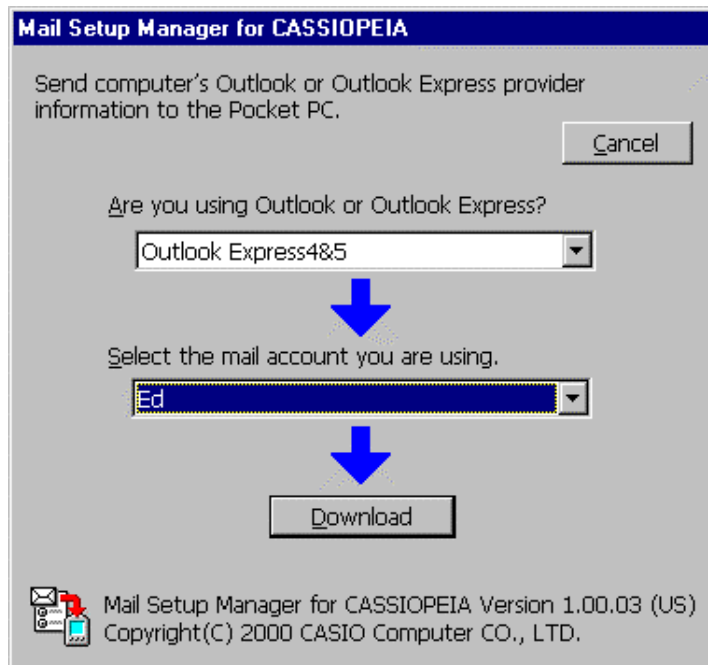 Mail Setup Manager for CASSIOPEIA
Send computer's Outlook or Outlook Express provider
information to the Pocket PC.
Cancel
Are you using Outlook or Outlook Express?
Outlook Express4&5
Select the mail account you are using.
Ed
Download
Mail Setup Manager for CASSIOPEIA Version 1.00.03 (US)
Copyright(C) 2000 CASIO Computer CO., LTD.